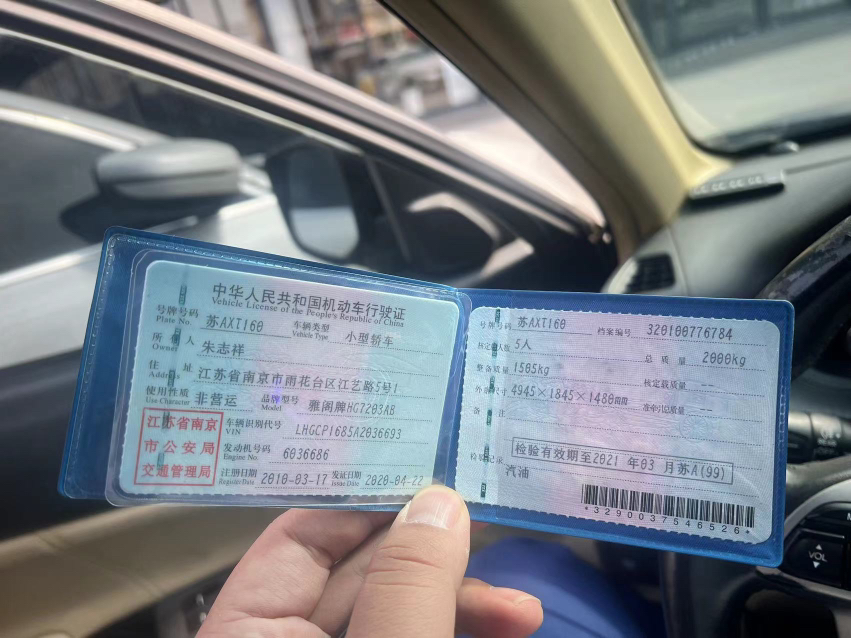 中华人民共和国机动车行驶证
Vehicle License of the People's Republic of China
号牌号码 苏AXT160 车辆类型 小型轿车
Plate No. Vehicle Type
所有人 朱志祥
Owner
住址 江苏省南京市雨花台区江艺路5号1
Address
使用性质 非营运 品牌型号 雅阁牌HG7203AB
Use Character Model
江苏省南京
市公安局
交通管理局
车辆识别代号 LHGCP1685A2036693
VIN
发动机号码 6036686
Engine No.
注册日期 2010-03-17 发证日期 2020-04-22
Register Date Issue Date
号牌号码 苏AXT160 档案编号 320100776784
核定载人数 5人 总质量 2000kg
整备质量 1505kg 核定载质量 --
外廓尺寸 4945×1845×1480mm 准牵引总质量 --
备注
检验有效期至2021年03月苏A(99)
检验记录
汽油
*3290037546526*
VOL